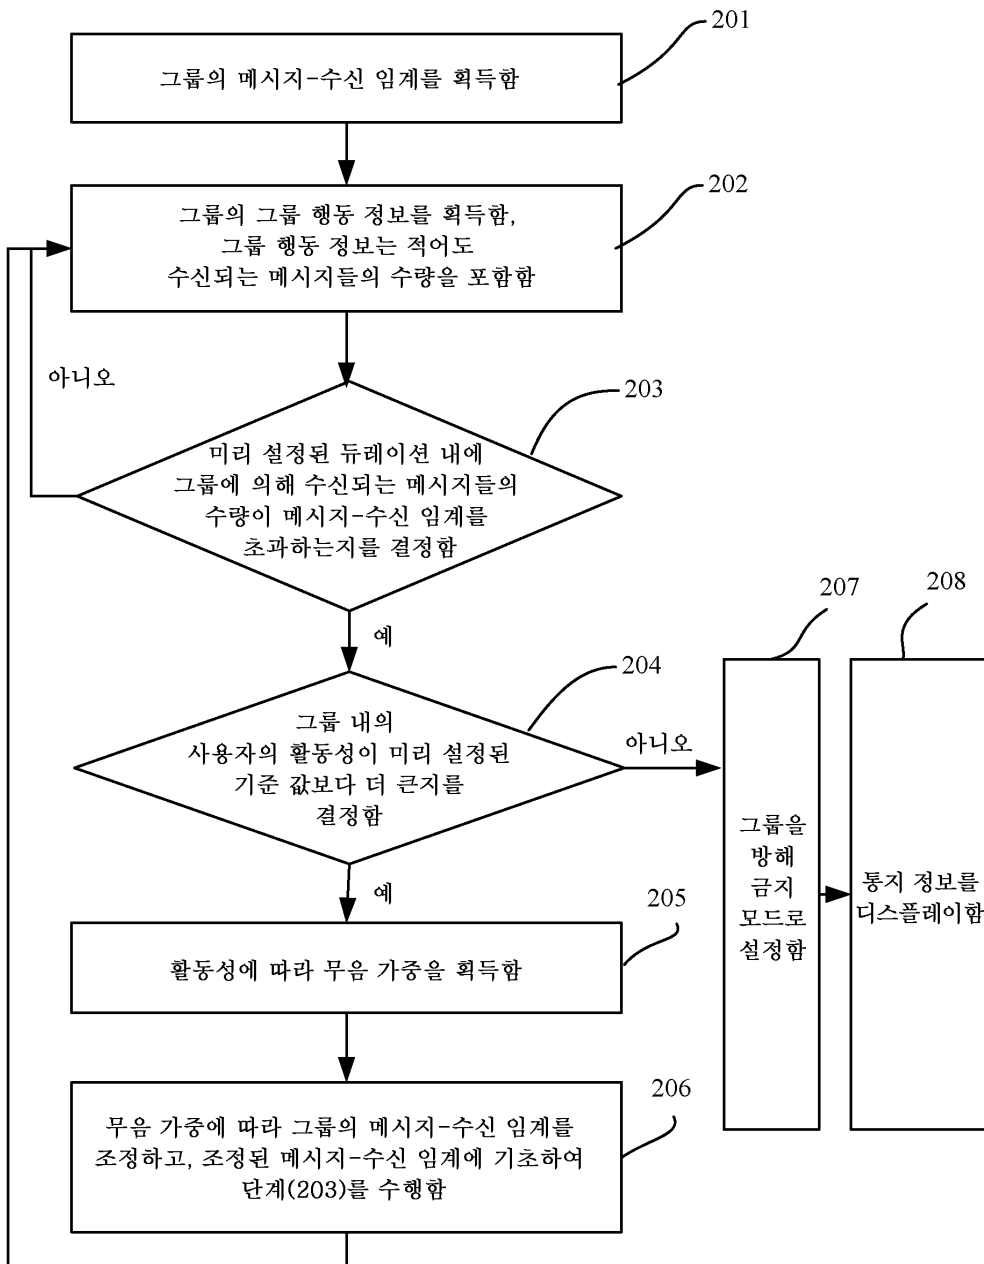 201
그룹의 메시지-수신 임계를 획득함
202
그룹의 그룹 행동 정보를 획득함,
그룹 행동 정보는 적어도
수신되는 메시지들의 수량을 포함함
아니오
203
미리 설정된 듀레이션 내에
그룹에 의해 수신되는 메시지들의
수량이 메시지-수신 임계를
초과하는지를 결정함
예
204
그룹 내의
사용자의 활동성이 미리 설정된
기준 값보다 더 큰지를
결정함
아니오
207
그룹을
방해
금지
모드로
설정함
208
통지 정보를
디스플레이함
예
205
활동성에 따라 무음 가중을 획득함
206
무음 가중에 따라 그룹의 메시지-수신 임계를
조정하고, 조정된 메시지-수신 임계에 기초하여
단계(203)를 수행함